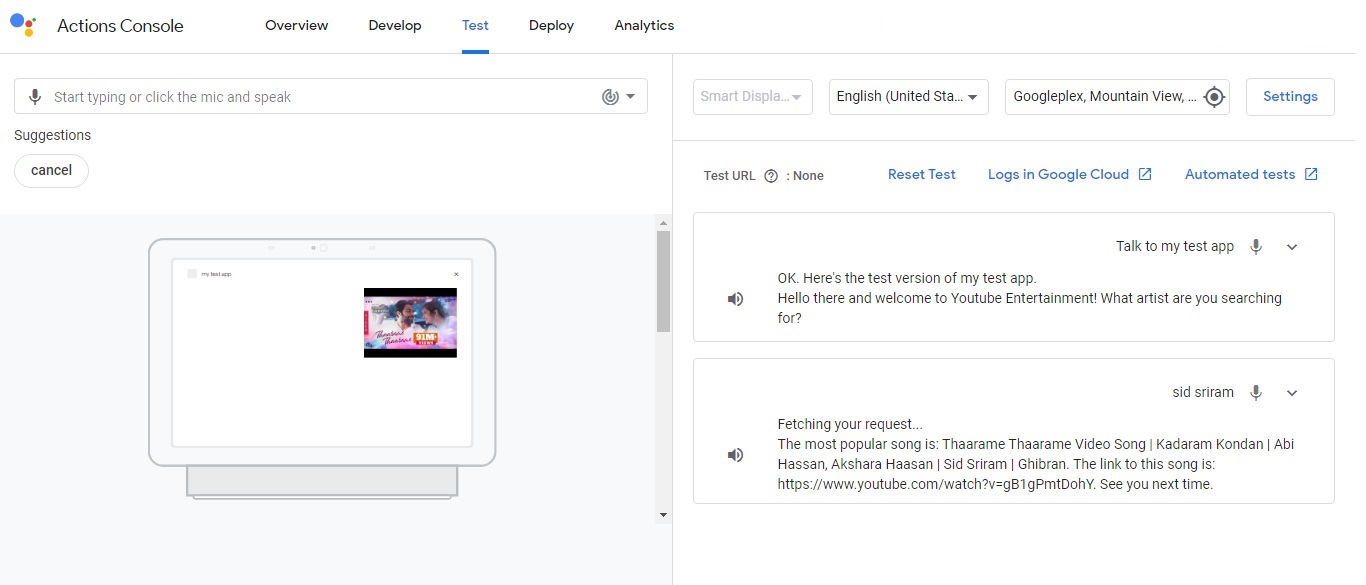 Actions Console
Overview
Develop
Test
Deploy
Analytics
Start typing or click the mic and speak
Suggestions
cancel
my test app
Thaarame
Thaarame
91M+
Smart Displa...
English (United Sta...
Googleplex, Mountain View, ...
Settings
Test URL : None
Reset Test
Logs in Google Cloud
Automated tests
Talk to my test app
OK. Here's the test version of my test app.
Hello there and welcome to Youtube Entertainment! What artist are you searching
for?
sid sriram
Fetching your request...
The most popular song is: Thaarame Thaarame Video Song | Kadaram Kondan | Abi
Hassan, Akshara Haasan | Sid Sriram | Ghibran. The link to this song is:
https://www.youtube.com/watch?v=gB1gPmtDohY. See you next time.